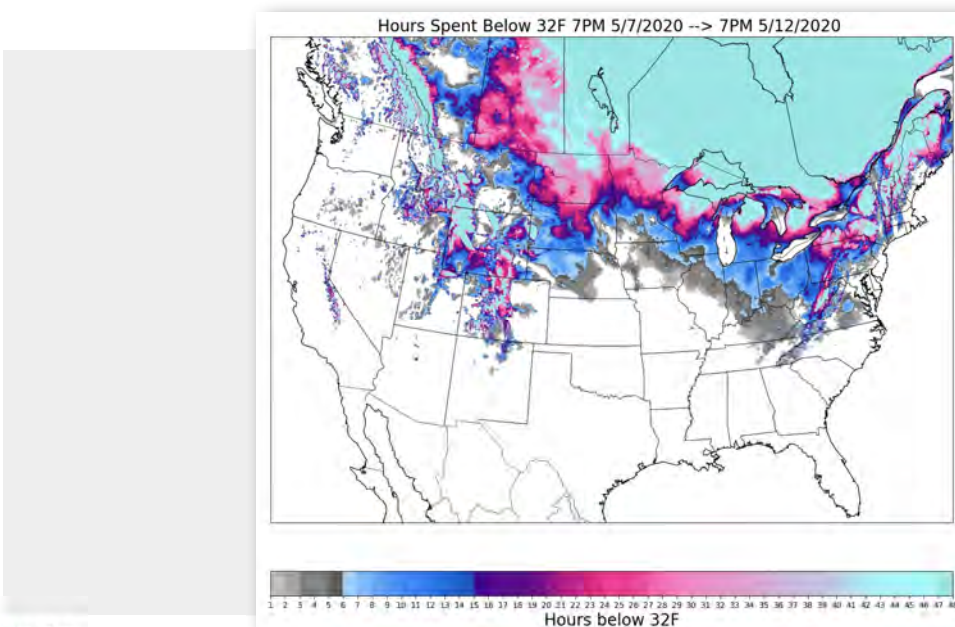 Hours Spent Below 32F 7PM 5/7/2020 --> 7PM 5/12/2020
1 2 3 4 5 6 7 8 9 10 11 12 13 14 15 16 17 18 19 20 21 22 23 24 25 26 27 28 29 30 31 32 33 34 35 36 37 38 39 40 41 42 43 44 45 46 47 48
Hours below 32F